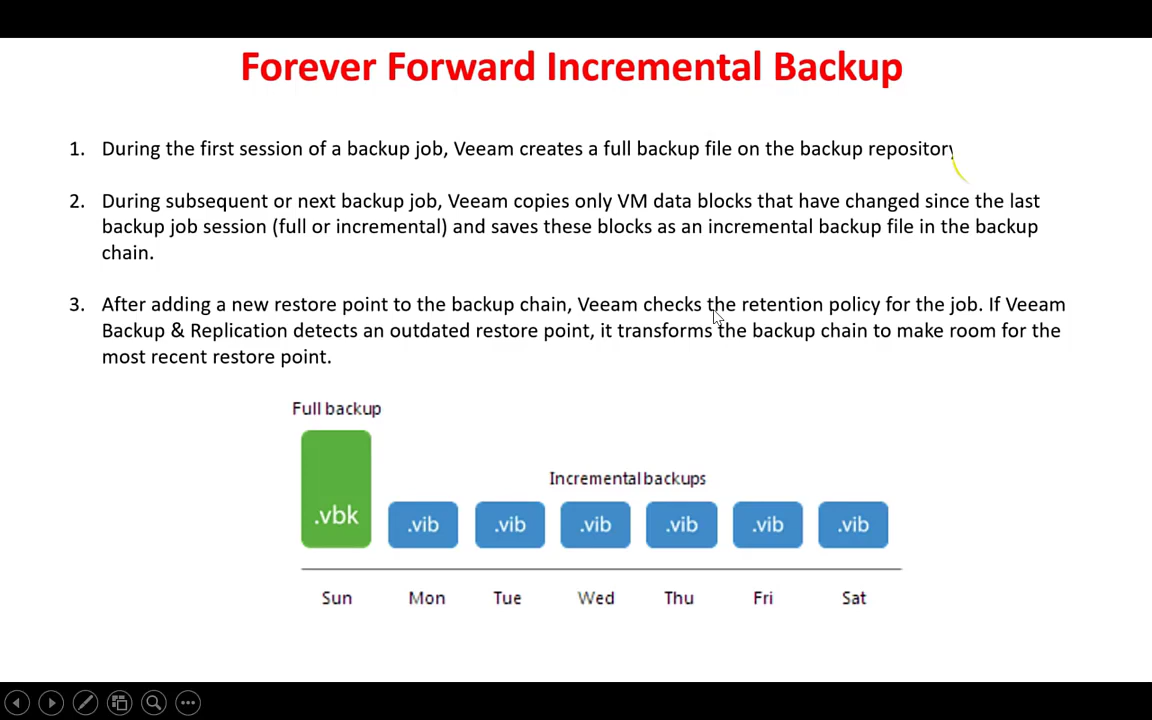 Forever Forward Incremental Backup
1. During the first session of a backup job, Veeam creates a full backup file on the backup repository
2. During subsequent or next backup job, Veeam copies only VM data blocks that have changed since the last
backup job session (full or incremental) and saves these blocks as an incremental backup file in the backup
chain.
3. After adding a new restore point to the backup chain, Veeam checks the retention policy for the job. If Veeam
Backup & Replication detects an outdated restore point, it transforms the backup chain to make room for the
most recent restore point.
Full backup
Incremental backups
.vbk .vib .vib .vib .vib .vib .vib
Sun Mon Tue Wed Thu Fri Sat